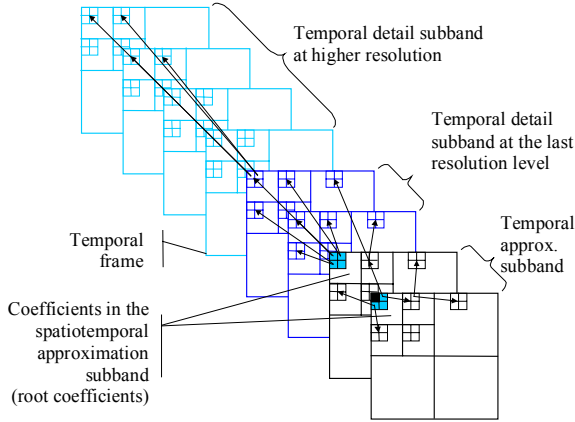 Temporal detail subband
at higher resolution
Temporal detail
subband at the last
resolution level
Temporal
approx.
subband
Temporal
frame
Coefficients in the
spatiotemporal
approximation
subband
(root coefficients)